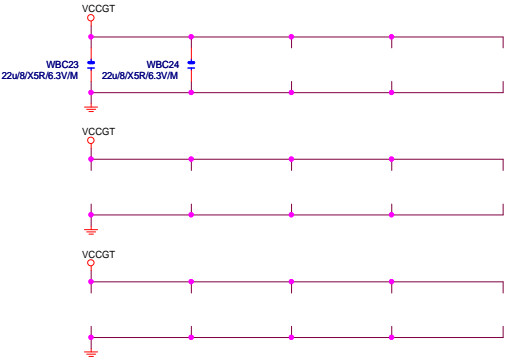 VCCGT
WBC23 WBC24
22u/8/X5R/6.3V/M 22u/8/X5R/6.3V/M
VCCGT
VCCGT